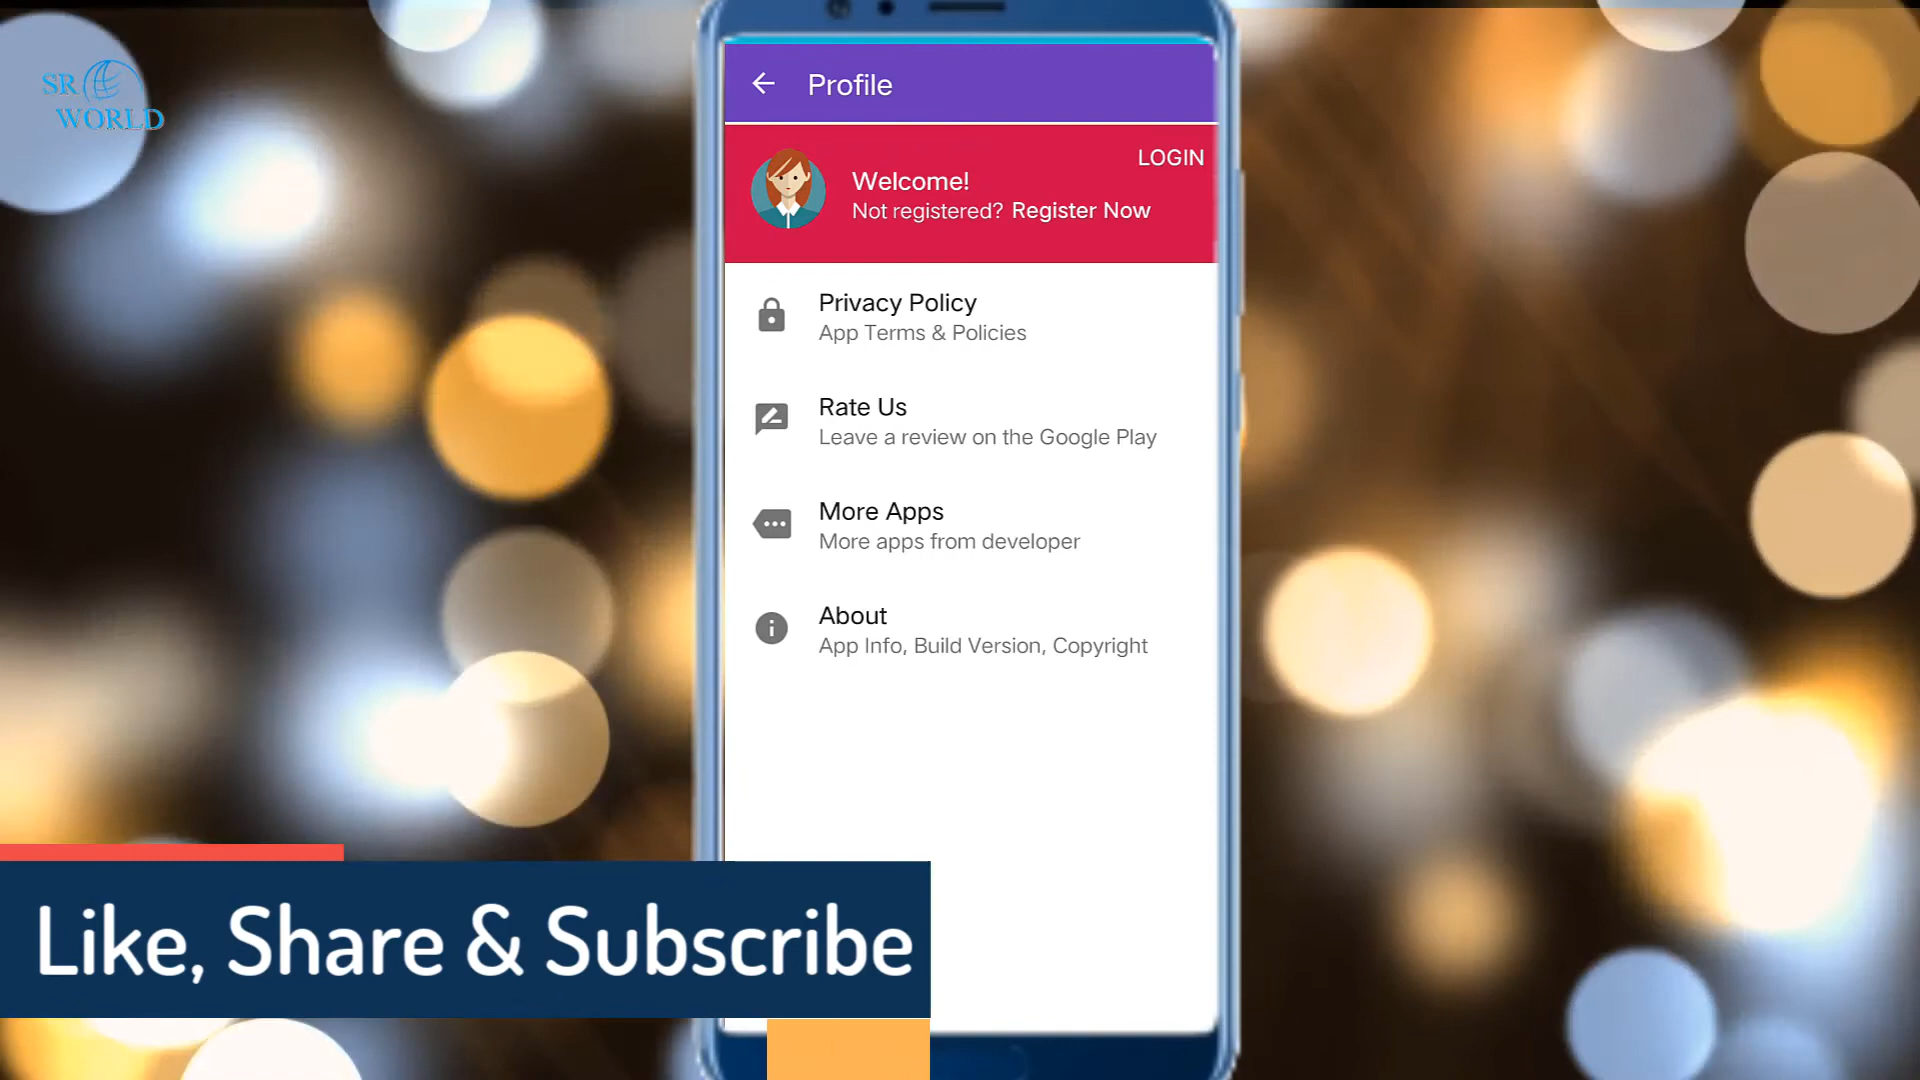 SR
WORLD
Profile
LOGIN
Welcome!
Not registered? Register Now
Privacy Policy
App Terms & Policies
Rate Us
Leave a review on the Google Play
More Apps
More apps from developer
About
App Info, Build Version, Copyright
Like, Share & Subscribe